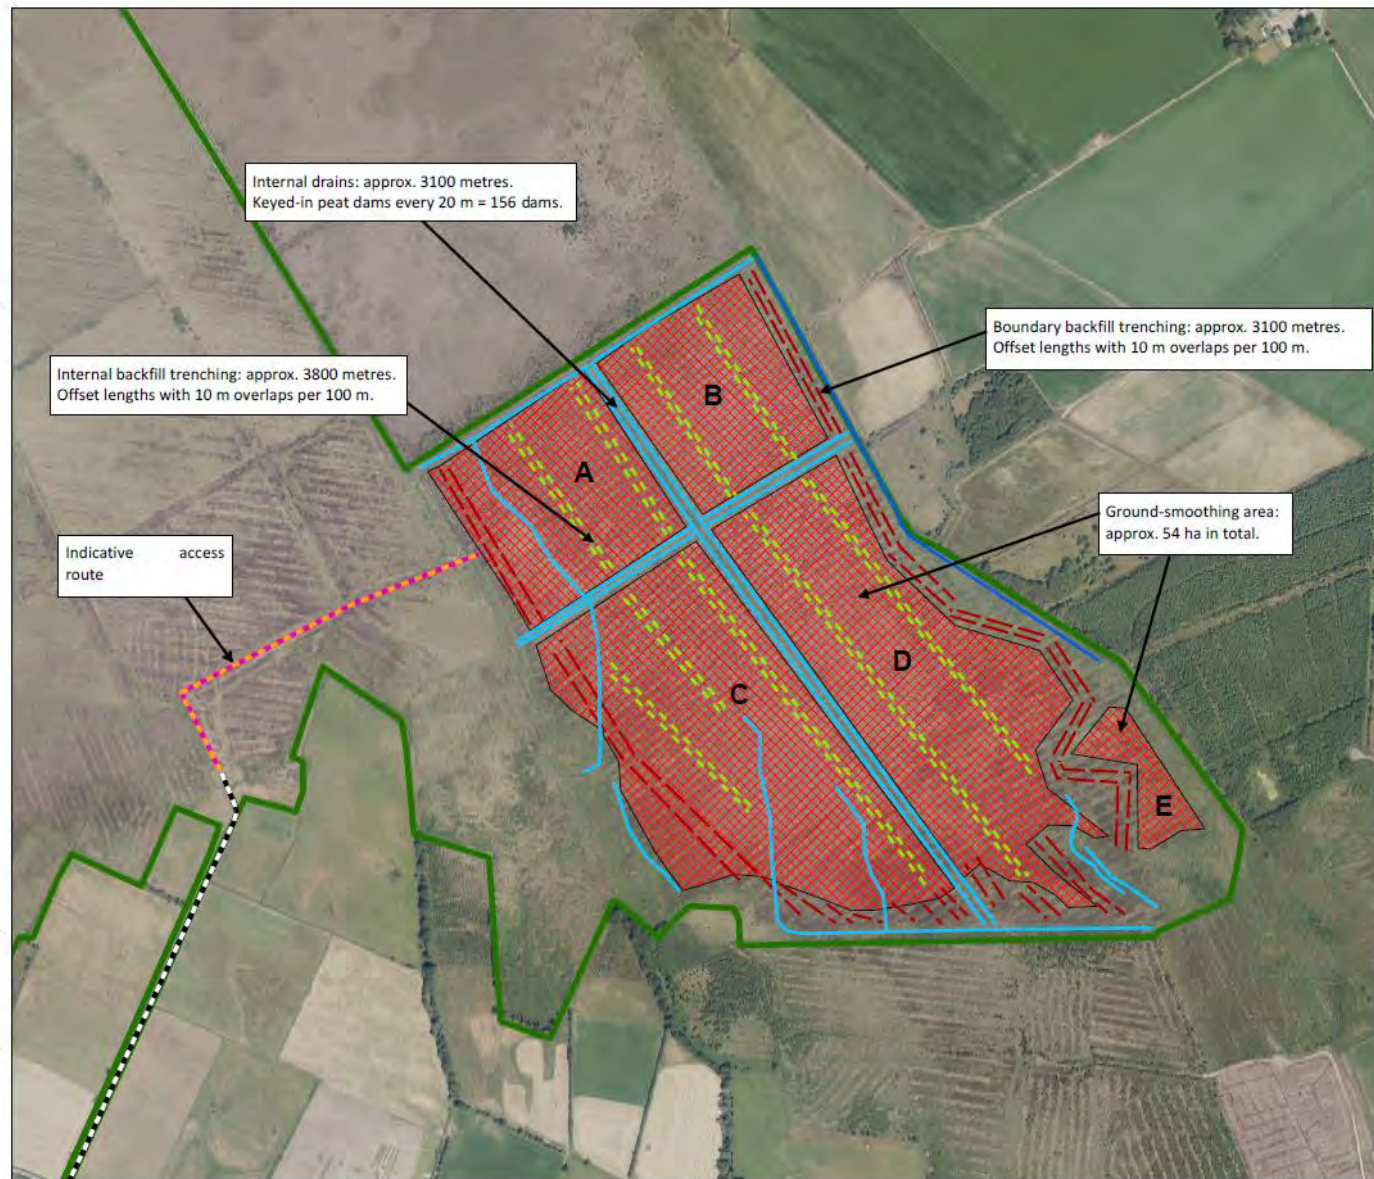 Internal drains: approx. 3100 metres.
Keyed-in peat dams every 20 m = 156 dams.
Boundary backfill trenching: approx. 3100 metres.
Offset lengths with 10 m overlaps per 100 m.
Internal backfill trenching: approx. 3800 metres.
Offset lengths with 10 m overlaps per 100 m.
B
A
Ground-smoothing area:
approx. 54 ha in total.
Indicative access
route
D
C
E